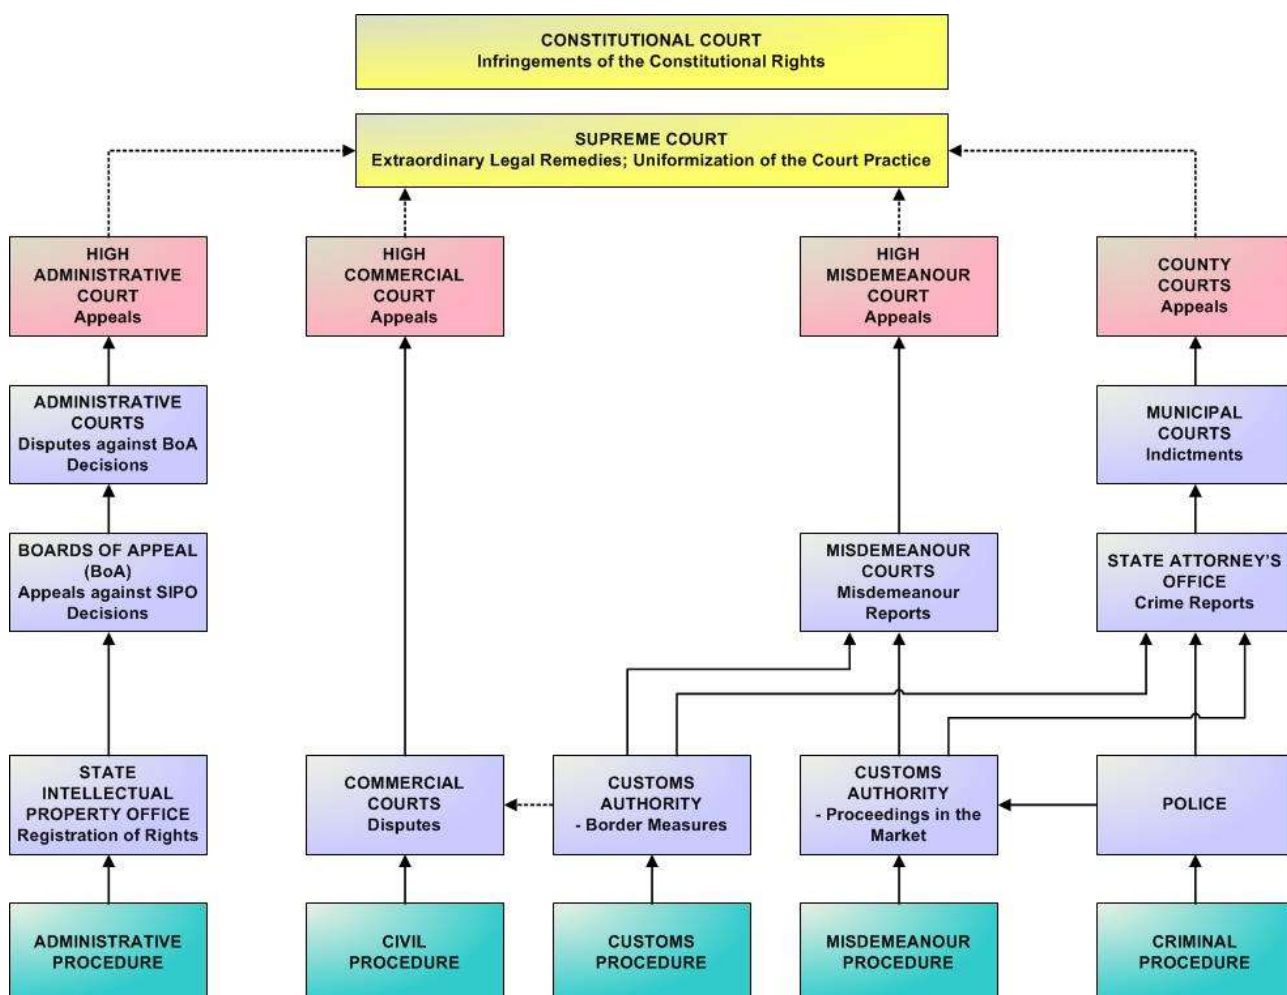 CONSTITUTIONAL COURT
Infringements of the Constitutional Rights
SUPREME COURT
Extraordinary Legal Remedies; Uniformization of the Court Practice
HIGH
ADMINISTRATIVE
COURT
Appeals
HIGH
COMMERCIAL
COURT
Appeals
HIGH
MISDEMEANOUR
COURT
Appeals
COUNTY
COURTS
Appeals
ADMINISTRATIVE
COURTS
Disputes against BoA
Decisions
MUNICIPAL
COURTS
Indictments
BOARDS OF APPEAL
(BoA)
Appeals against SIPO
Decisions
MISDEMEANOUR
COURTS
Misdemeanour
Reports
STATE ATTORNEY'S
OFFICE
Crime Reports
STATE
INTELLECTUAL
PROPERTY OFFICE
Registration of Rights
COMMERCIAL
COURTS
Disputes
CUSTOMS
AUTHORITY
- Border Measures
CUSTOMS
AUTHORITY
- Proceedings in the
Market
POLICE
ADMINISTRATIVE
PROCEDURE
CIVIL
PROCEDURE
CUSTOMS
PROCEDURE
MISDEMEANOUR
PROCEDURE
CRIMINAL
PROCEDURE